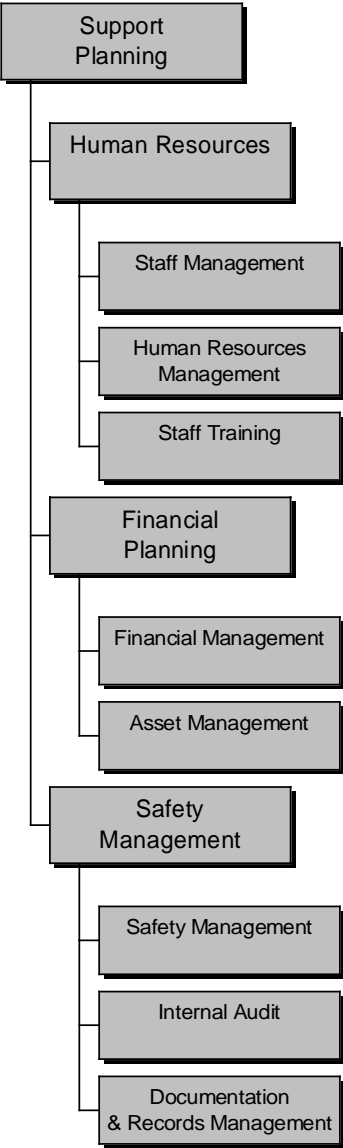 Support
Planning
Human Resources
Staff Management
Human Resources
Management
Staff Training
Financial
Planning
Financial Management
Asset Management
Safety
Management
Safety Management
Internal Audit
Documentation
& Records Management